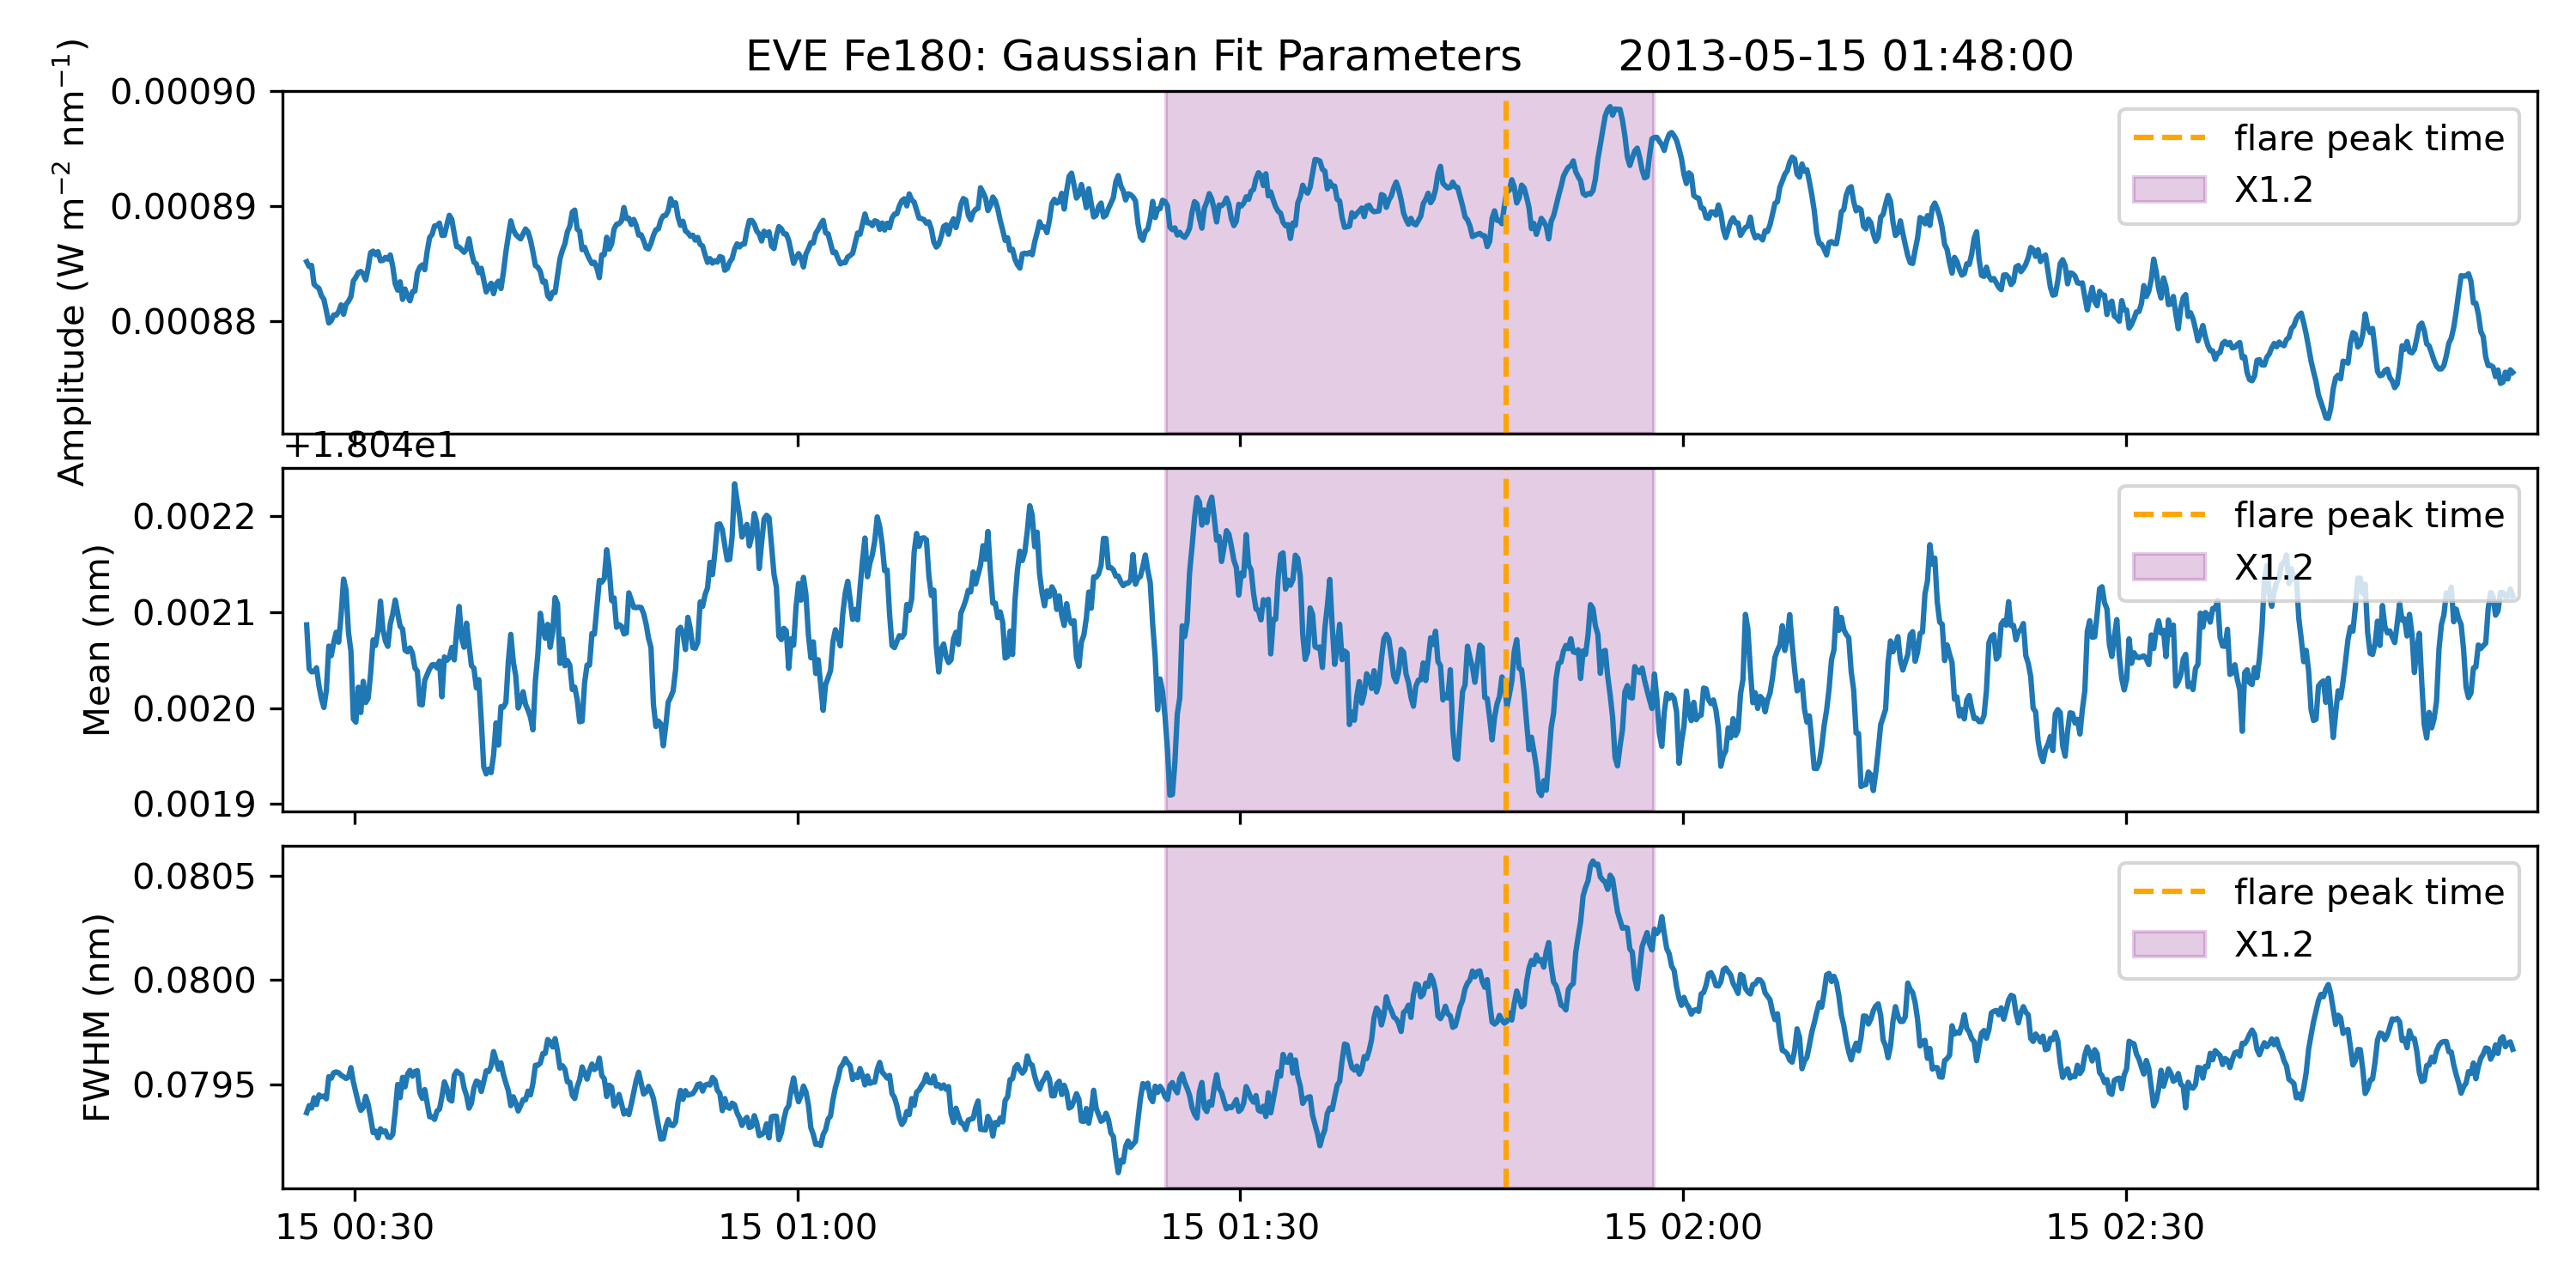 EVE Fe180: Gaussian Fit Parameters 2013-05-15 01:48:00
Amplitude (W m⁻² nm⁻¹)
0.00090
0.00089
0.00088
flare peak time
X1.2
+1.804e1
Mean (nm)
0.0022
0.0021
0.0020
0.0019
flare peak time
X1.2
FWHM (nm)
0.0805
0.0800
0.0795
flare peak time
X1.2
15 00:30 15 01:00 15 01:30 15 02:00 15 02:30